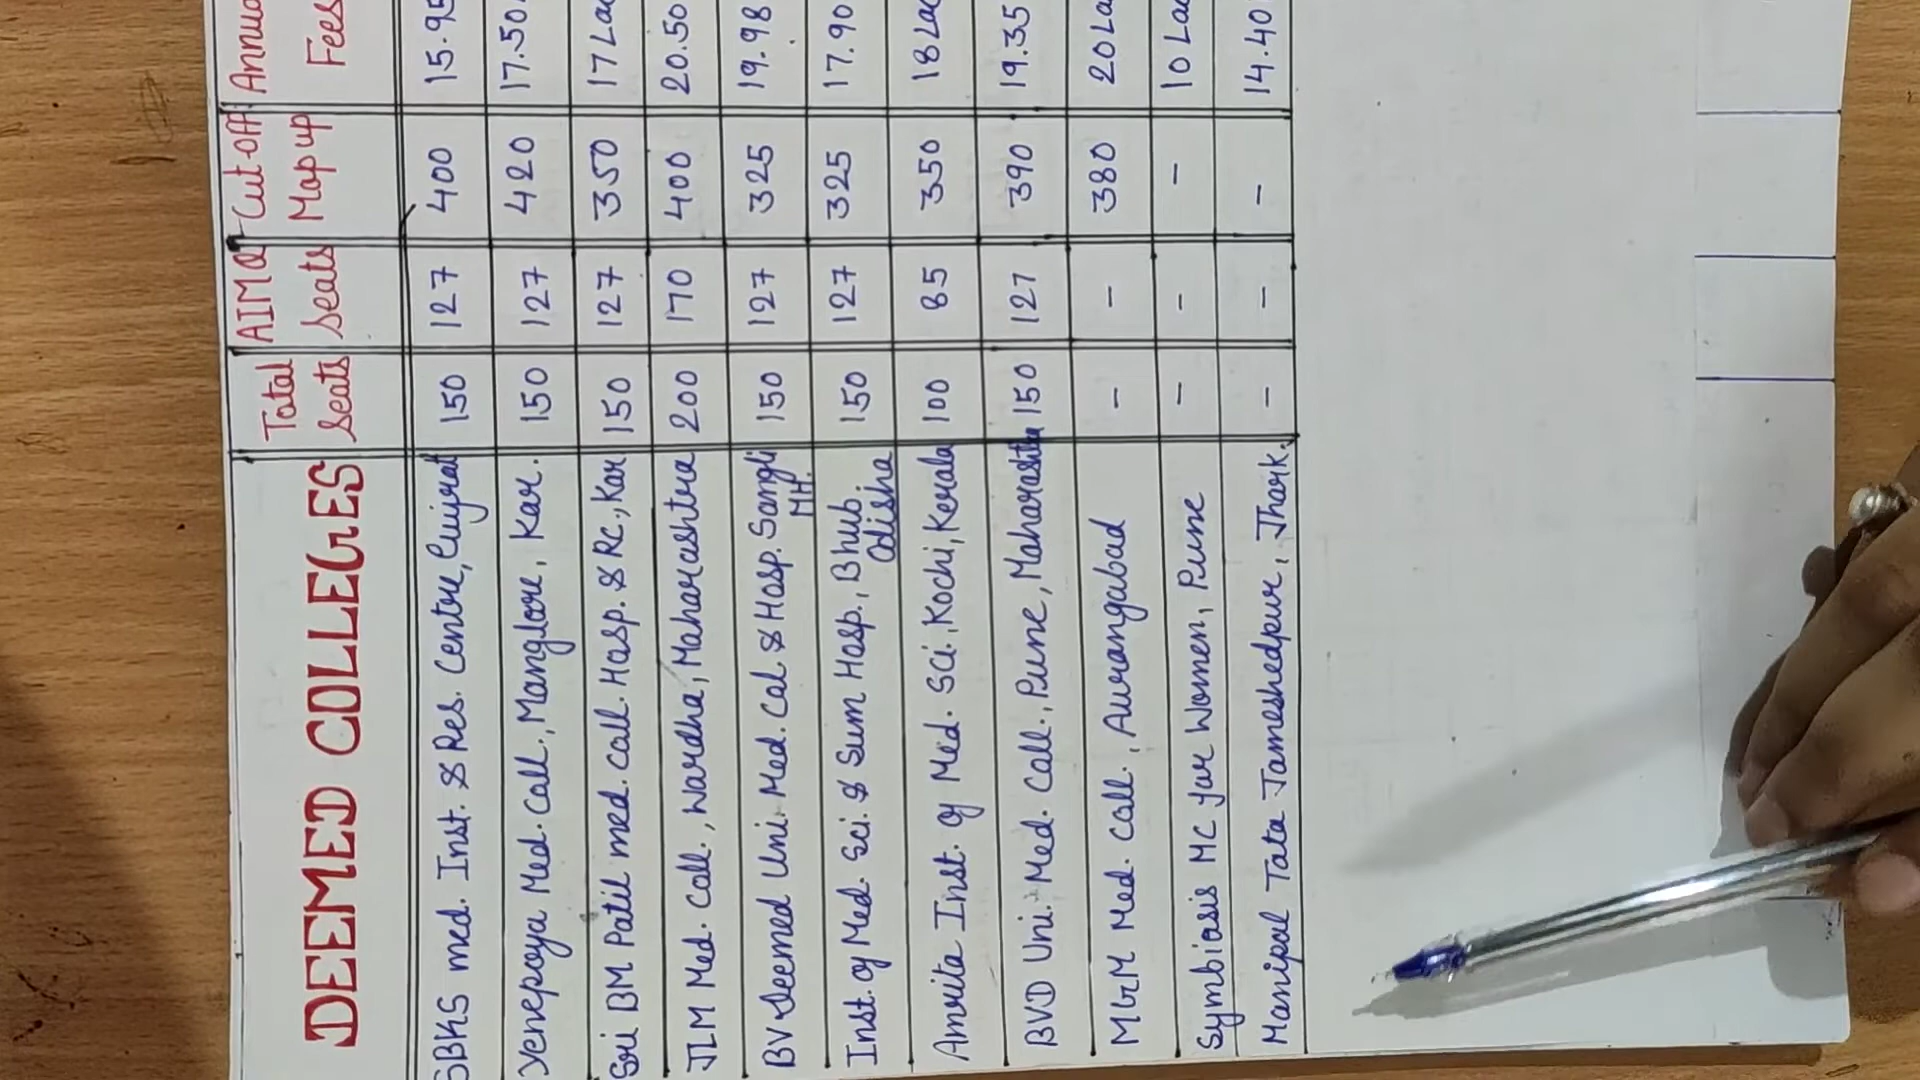 DEEMED COLLEGES Total Seats AIMQ Seats Cut off Mopup Annua Fees
SBKS med. Inst. & Res. Centre, Gujrat 150 127 400 15.95
Yenepoya Med. Coll., Manglore, Kar. 150 127 420 17.50
Sri BM Patil med. Coll. Hosp. & RC, Kar 150 127 350 17 Lac
JLM Med. Coll., Wardha, Maharashtra 200 170 400 20.50
BV Deemed Uni. Med. Col & Hosp. Sangli MH. 150 127 325 19.98
Inst. of Med. Sci. & Sum Hosp., Bhub. Odisha 150 127 325 17.90
Amrita Inst. of Med. Sci. Kochi, Kerala 100 85 350 18 Lac
BVD Uni. Med. Coll., Pune, Maharashtra 150 127 390 19.35
MGM Med. Coll., Aurangabad - - 380 20 La
Symbiosis MC for Women, Pune - - - 10 Lac
Manipal Tata Jameshedpur, Jhark. - - - 14.40